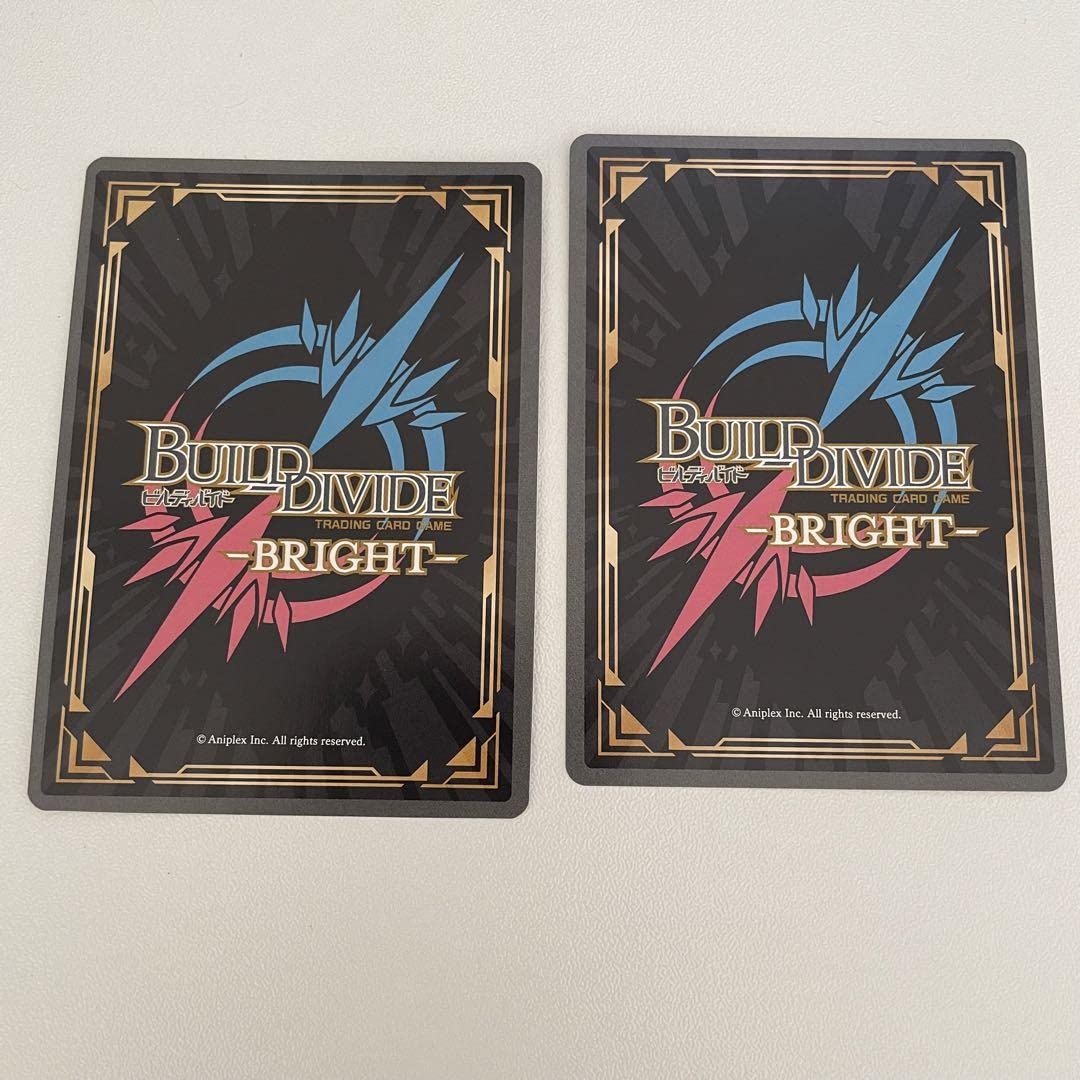 BUILD DIVIDE
ビルディバイド
TRADING CARD GAME
-BRIGHT-
© Aniplex Inc. All rights reserved.
BUILD DIVIDE
ビルディバイド
TRADING CARD GAME
-BRIGHT-
© Aniplex Inc. All rights reserved.